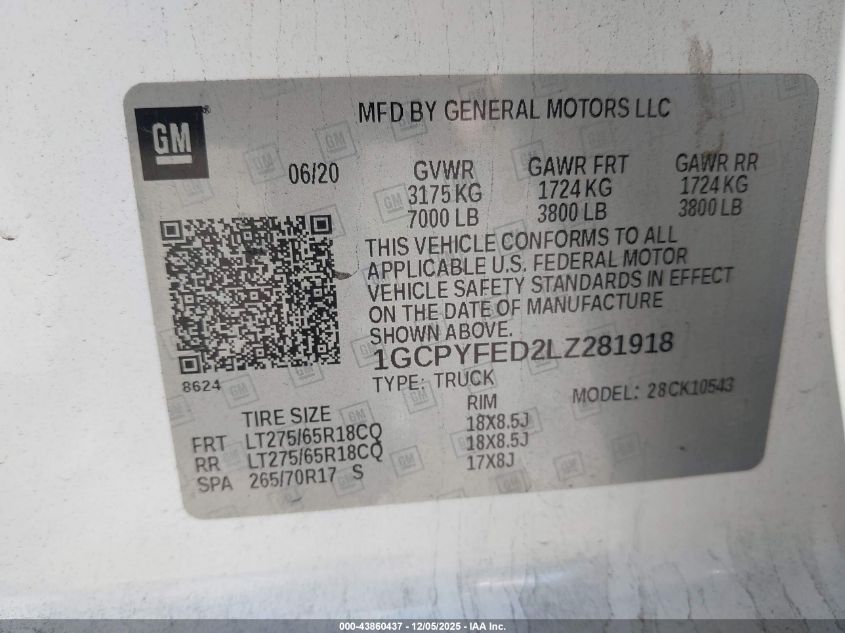 GM ®
MFD BY GENERAL MOTORS LLC
06/20
GVWR GAWR FRT GAWR RR
3175 KG 1724 KG 1724 KG
7000 LB 3800 LB 3800 LB
THIS VEHICLE CONFORMS TO ALL
APPLICABLE U.S. FEDERAL MOTOR
VEHICLE SAFETY STANDARDS IN EFFECT
ON THE DATE OF MANUFACTURE
SHOWN ABOVE.
1GCPYFED2LZ281918
8624
TYPE: TRUCK
MODEL: 28CK10543
TIRE SIZE RIM
FRT LT275/65R18CQ 18X8.5J
RR LT275/65R18CQ 18X8.5J
SPA 265/70R17 S 17X8J
000-43860437 - 12/05/2025 - IAA Inc.